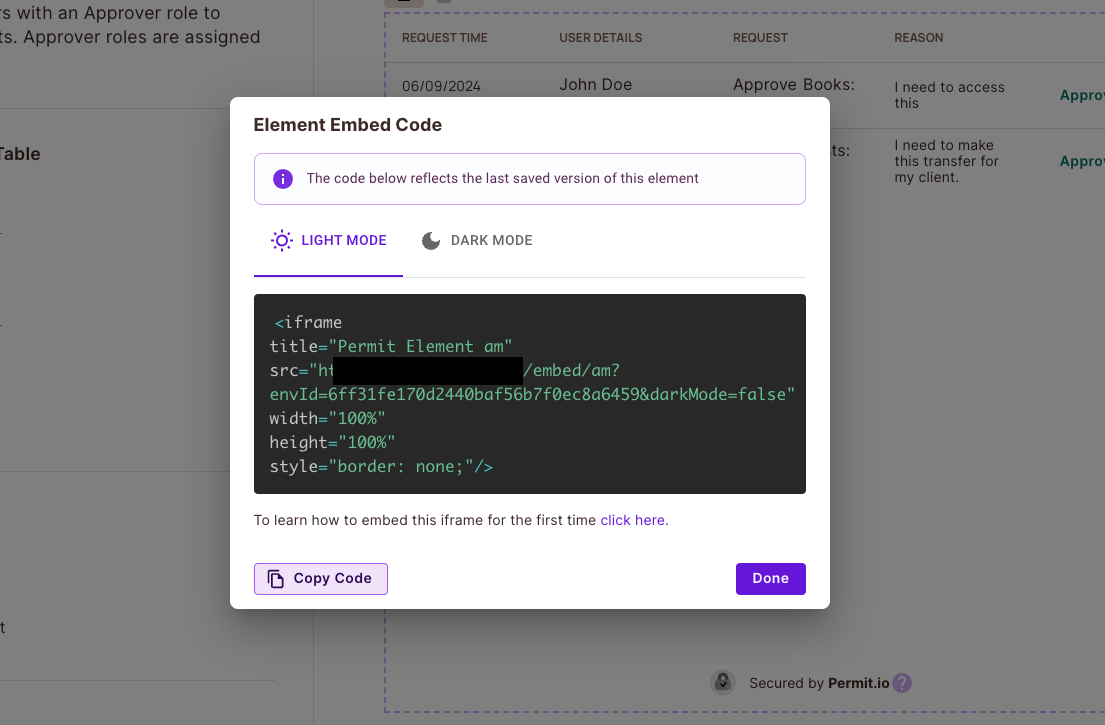 rs with an Approver role to
ts. Approver roles are assigned
Table
t
REQUEST TIME USER DETAILS REQUEST REASON
06/09/2024 John Doe Approve Books: I need to access
this
Approv
ts: I need to make
this transfer for
my client.
Approv
Element Embed Code
The code below reflects the last saved version of this element
LIGHT MODE DARK MODE
<iframe
title="Permit Element am"
src="ht /embed/am?
envId=6ff31fe170d2440baf56b7f0ec8a6459&darkMode=false"
width="100%"
height="100%"
style="border: none;"/>
To learn how to embed this iframe for the first time click here.
Copy Code Done
Secured by Permit.io ?